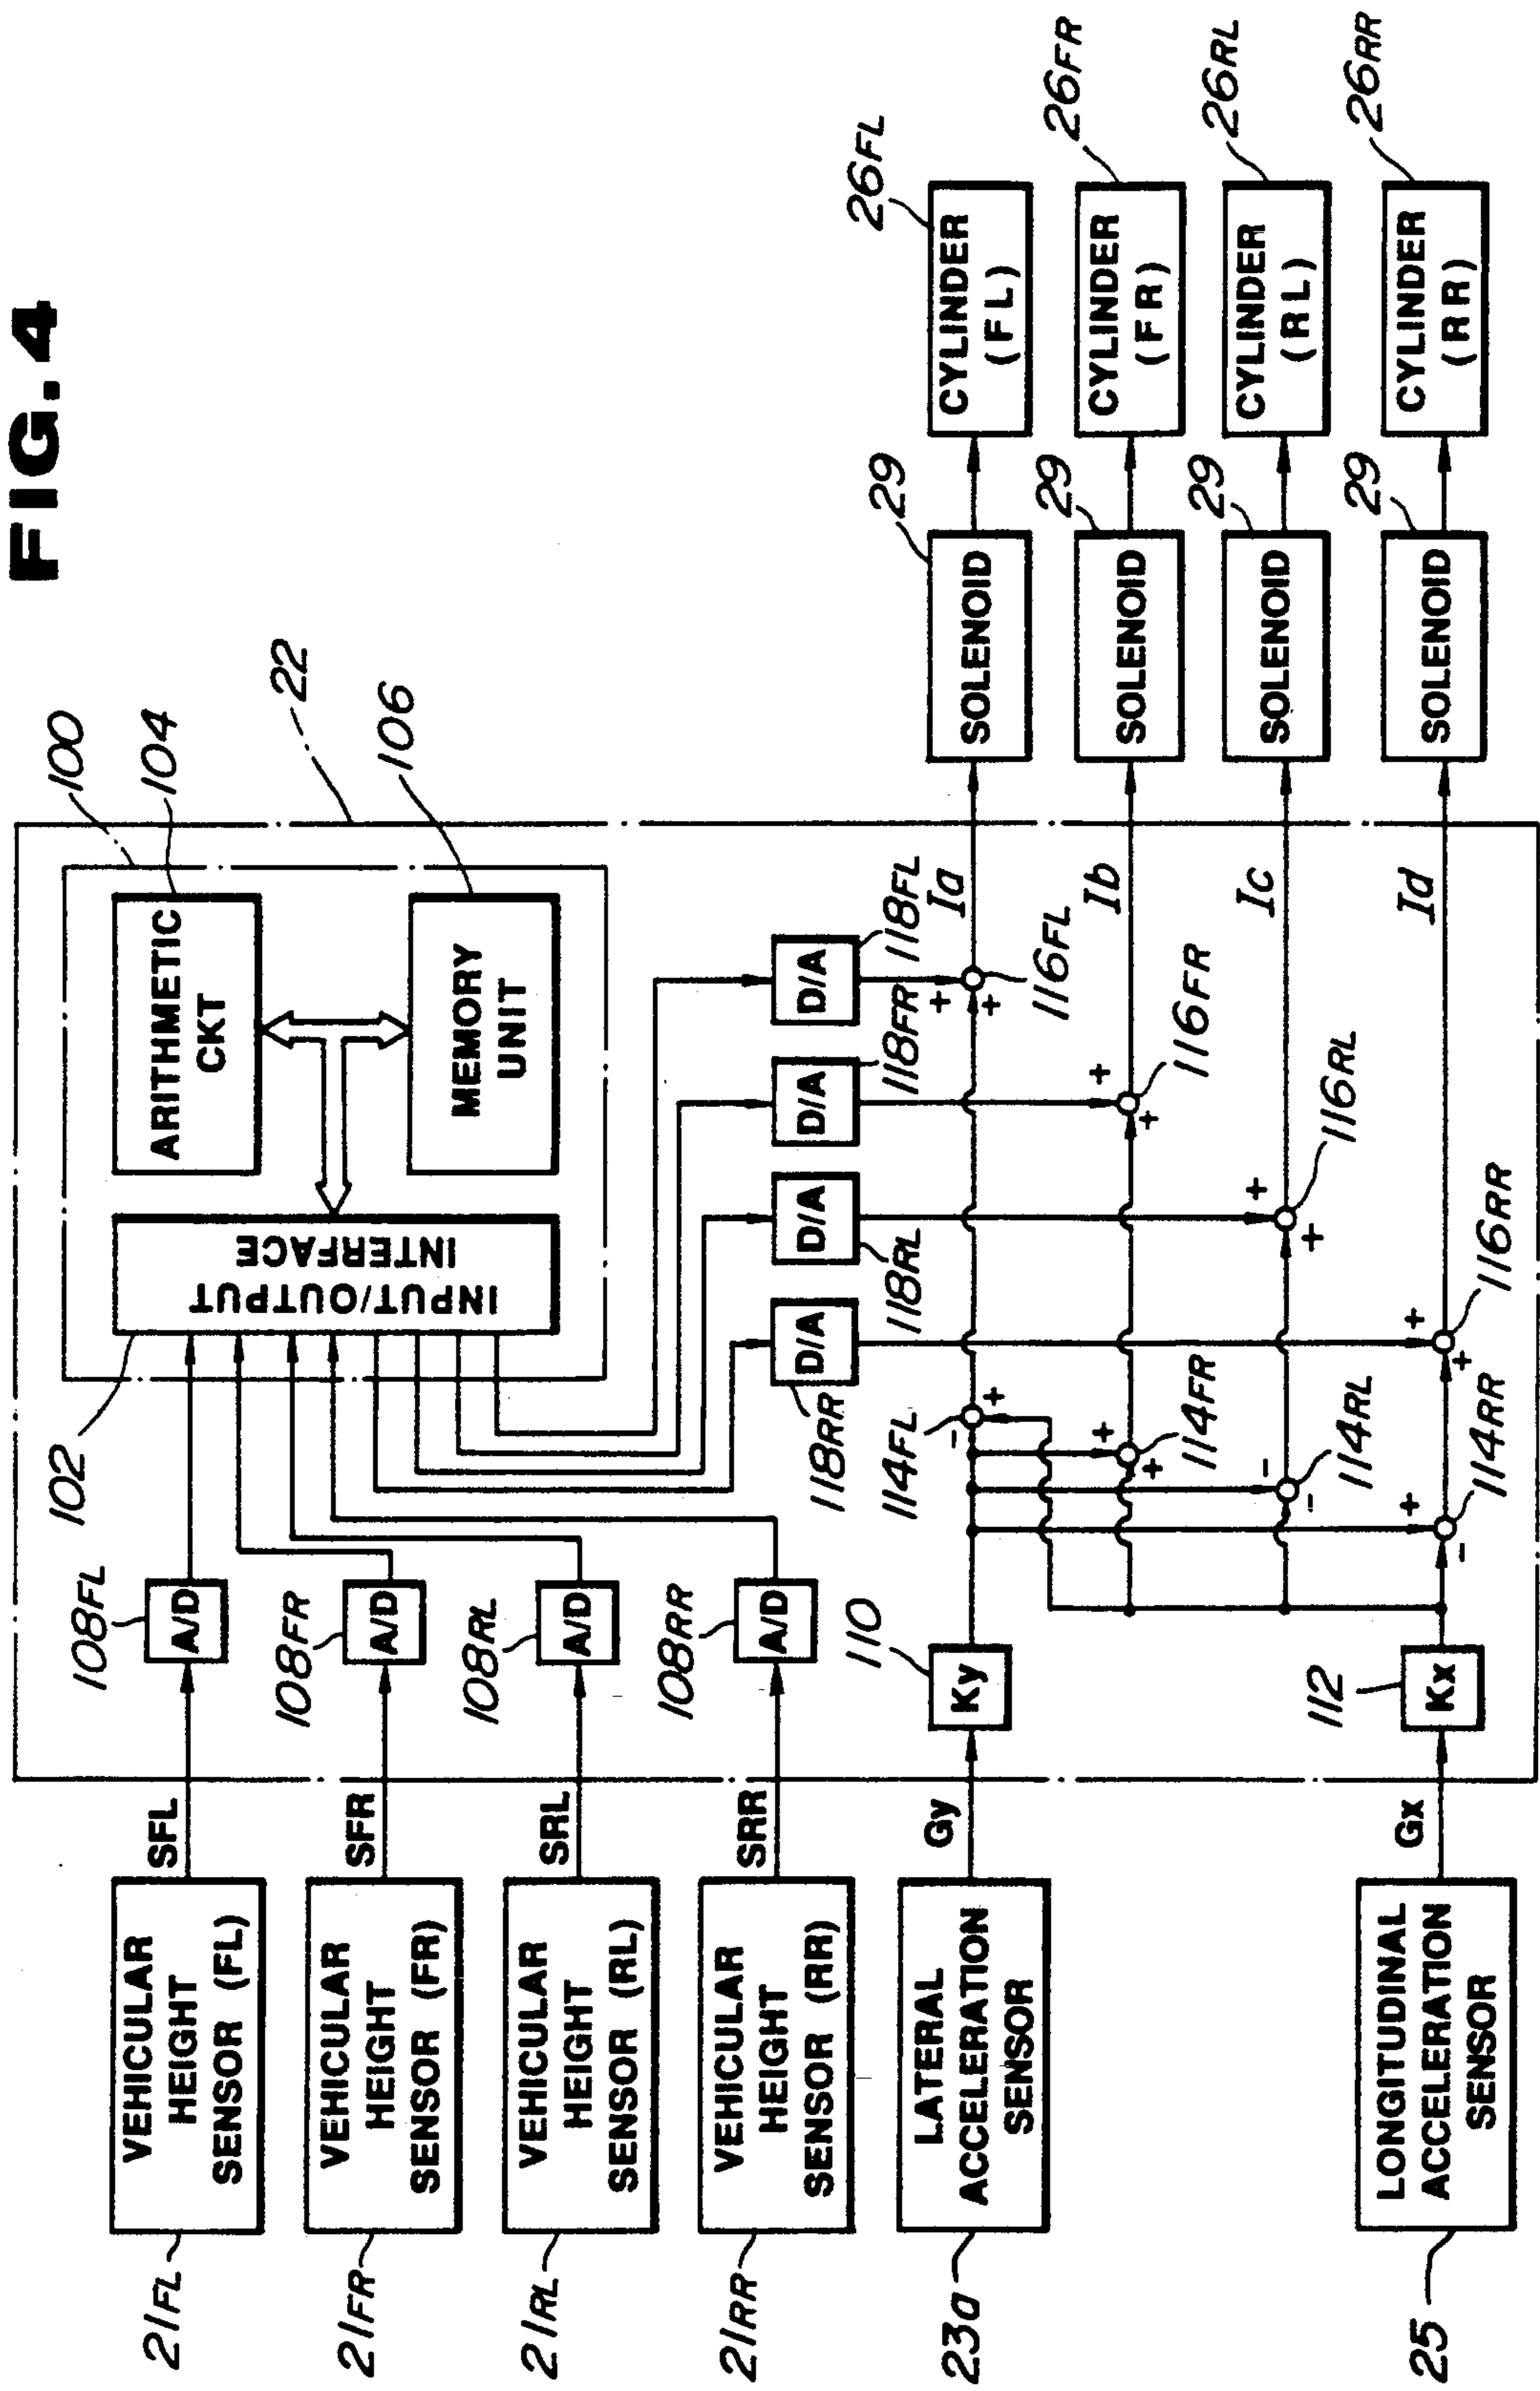 FIG.4
100
104
22
106
ARITHMETIC
CKT
MEMORY
UNIT
INPUT/OUTPUT
INTERFACE
102
VEHICULAR
HEIGHT
SENSOR (FL)
21FL
SFL
108FL
A/D
VEHICULAR
HEIGHT
SENSOR (FR)
21FR
SFR
108FR
A/D
VEHICULAR
HEIGHT
SENSOR (RL)
21RL
SRL
108RL
A/D
VEHICULAR
HEIGHT
SENSOR (RR)
21RR
SRR
108RR
A/D
D/A
118RR
D/A
118RL
D/A
118FR
D/A
118FL
LATERAL
ACCELERATION
SENSOR
23a
Gy
110
Ky
114FL
-
+
+
+
116FL
Ia
SOLENOID
29
CYLINDER
(FL)
26FL
+
+
114FR
+
+
116FR
Ib
SOLENOID
29
CYLINDER
(FR)
26FR
-
-
114RL
+
+
116RL
Ic
SOLENOID
29
CYLINDER
(RL)
26RL
LONGITUDINAL
ACCELERATION
SENSOR
25
Gx
112
Kx
-
+
114RR
+
+
116RR
Id
SOLENOID
29
CYLINDER
(RR)
26RR